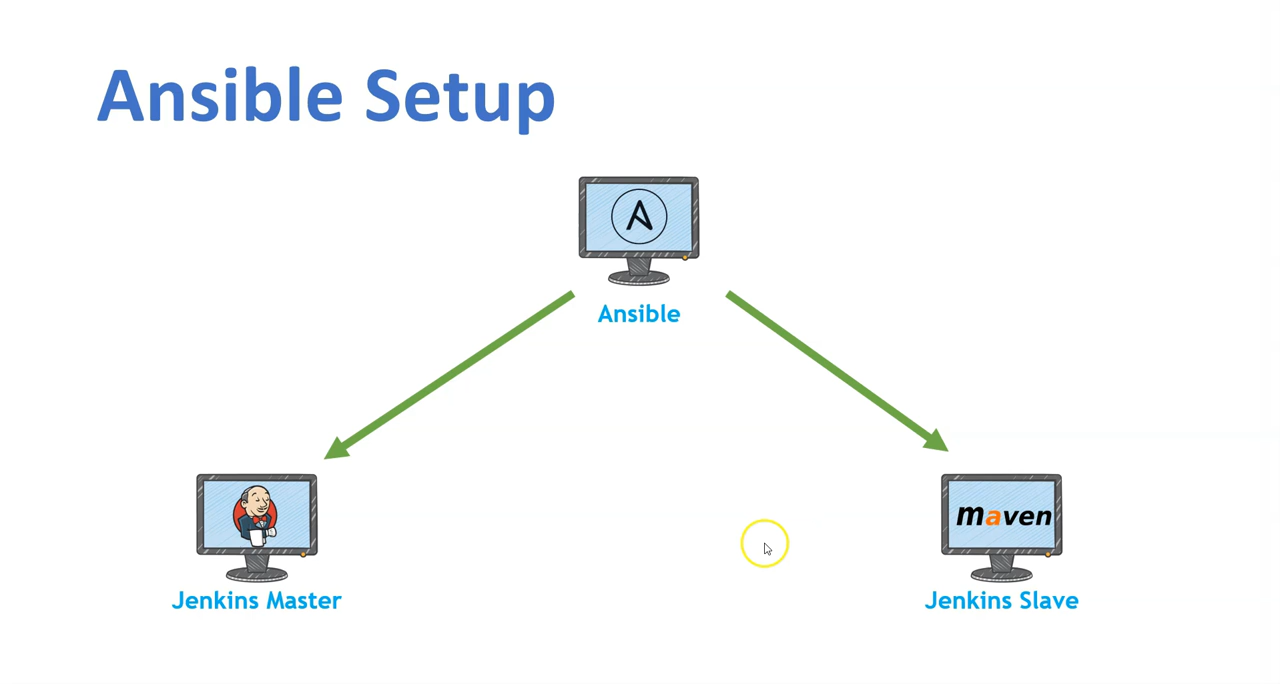 Ansible Setup
A
Ansible
maven
Jenkins Master
Jenkins Slave